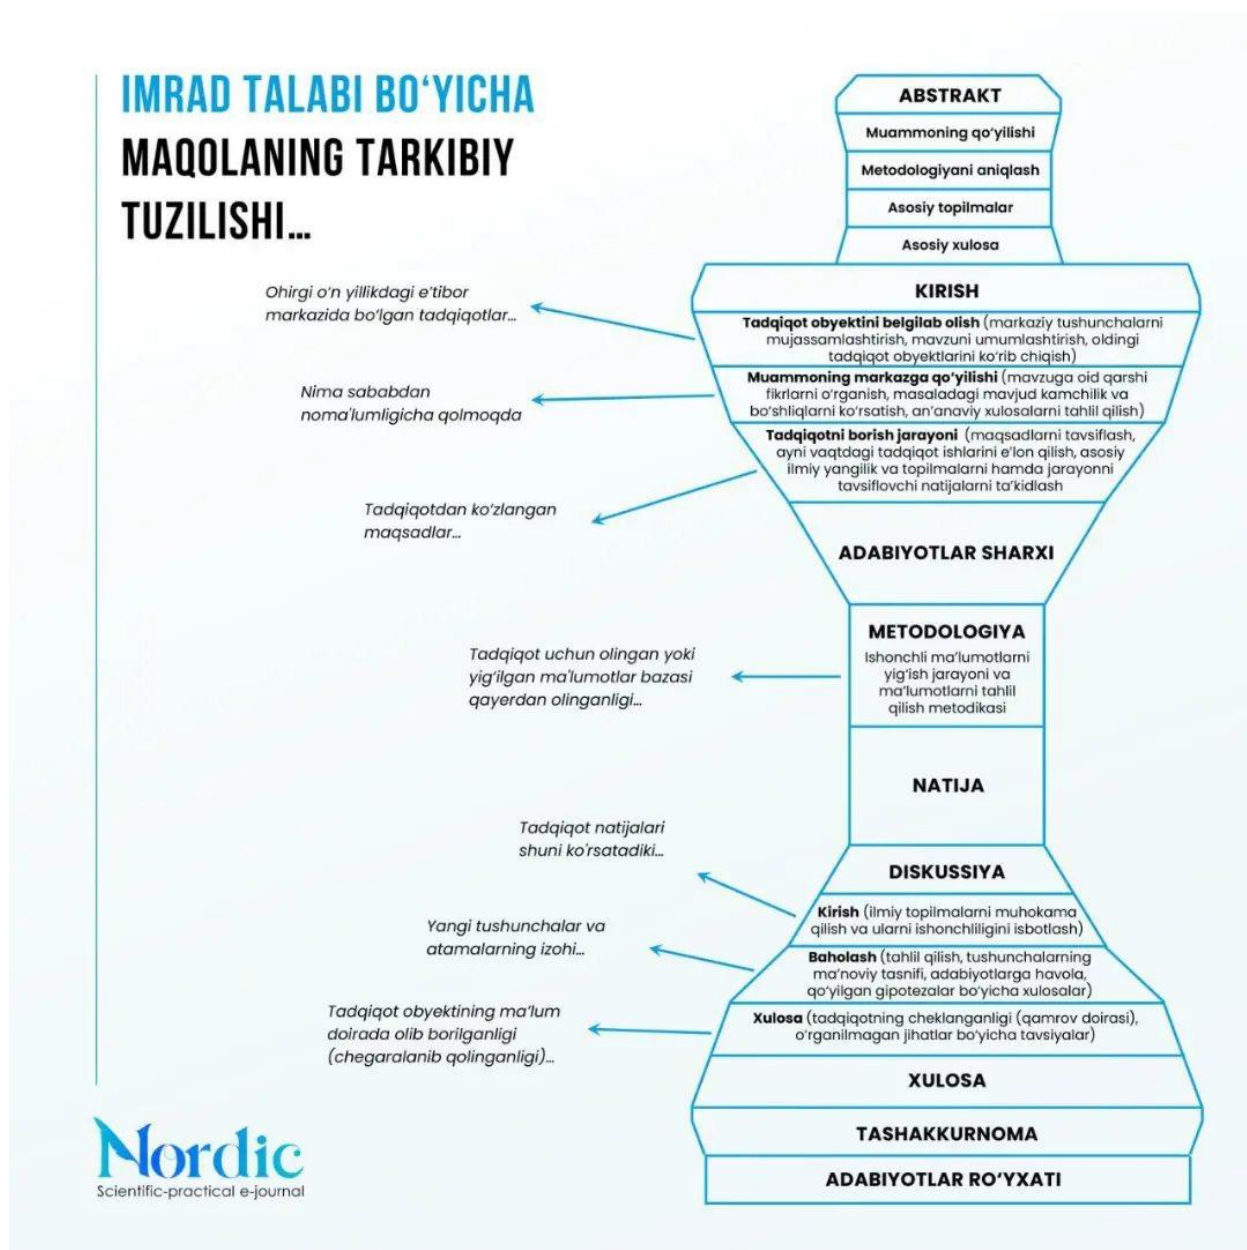 IMRAD TALABI BO‘YICHA
MAQOLANING TARKIBIY
TUZILISHI...
ABSTRAKT
Muammoning qo‘yilishi
Metodologiyani aniqlash
Asosiy topilmalar
Asosiy xulosa
KIRISH
Ohirgi o‘n yillikdagi e’tibor
markazida bo‘lgan tadqiqotlar...
Tadqiqot obyektini belgilab olish (markaziy tushunchalarni
mujassamlashtirish, mavzuni umumlashtirish, oldingi
tadqiqot obyektlarini ko‘rib chiqish)
Nima sababdan
noma'lumligicha qolmoqda
Muammoning markazga qo‘yilishi (mavzuga oid qarshi
fikrlarni o‘rganish, masaladagi mavjud kamchilik va
bo‘shliqlarni ko‘rsatish, an’anaviy xulosalarni tahlil qilish)
Tadqiqotni borish jarayoni (maqsadlarni tavsiflash,
ayni vaqtdagi tadqiqot ishlarini e’lon qilish, asosiy
ilmiy yangilik va topilmalarni hamda jarayonni
tavsiflovchi natijalarni ta’kidlash
Tadqiqotdan ko‘zlangan
maqsadlar...
ADABIYOTLAR SHARXI
METODOLOGIYA
Ishonchli ma’lumotlarni
yig‘ish jarayoni va
ma’lumotlarni tahlil
qilish metodikasi
Tadqiqot uchun olingan yoki
yig‘ilgan ma'lumotlar bazasi
qayerdan olinganligi...
NATIJA
Tadqiqot natijalari
shuni ko'rsatadiki...
DISKUSSIYA
Kirish (ilmiy topilmalarni muhokama
qilish va ularni ishonchliligini isbotlash)
Yangi tushunchalar va
atamalarning izohi...
Baholash (tahlil qilish, tushunchalarning
ma’noviy tasnifi, adabiyotlarga havola,
qo‘yilgan gipotezalar bo‘yicha xulosalar)
Tadqiqot obyektining ma’lum
doirada olib borilganligi
(chegaralanib qolinganligi)...
Xulosa (tadqiqotning cheklanganligi (qamrov doirasi),
o‘rganilmagan jihatlar bo‘yicha tavsiyalar)
XULOSA
TASHAKKURNOMA
ADABIYOTLAR RO‘YXATI
Nordic
Scientific-practical e-journal